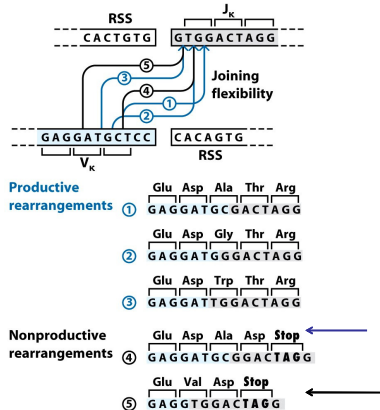 RSS Jκ
CACTGTG GTGGACTAGG
⑤
③ Joining
④ flexibility
①
②
GAGGATGCTCC CACAGTG
Vκ RSS
Productive rearrangements
Glu Asp Ala Thr Arg
① GAGGATGCGACTAGG
Glu Asp Gly Thr Arg
② GAGGATGGGACTAGG
Glu Asp Trp Thr Arg
③ GAGGATTGGACTAGG
Nonproductive rearrangements
Glu Asp Ala Asp Stop
④ GAGGATGCGGACTAGG
Glu Val Asp Stop
⑤ GAGGTGGACTAGG